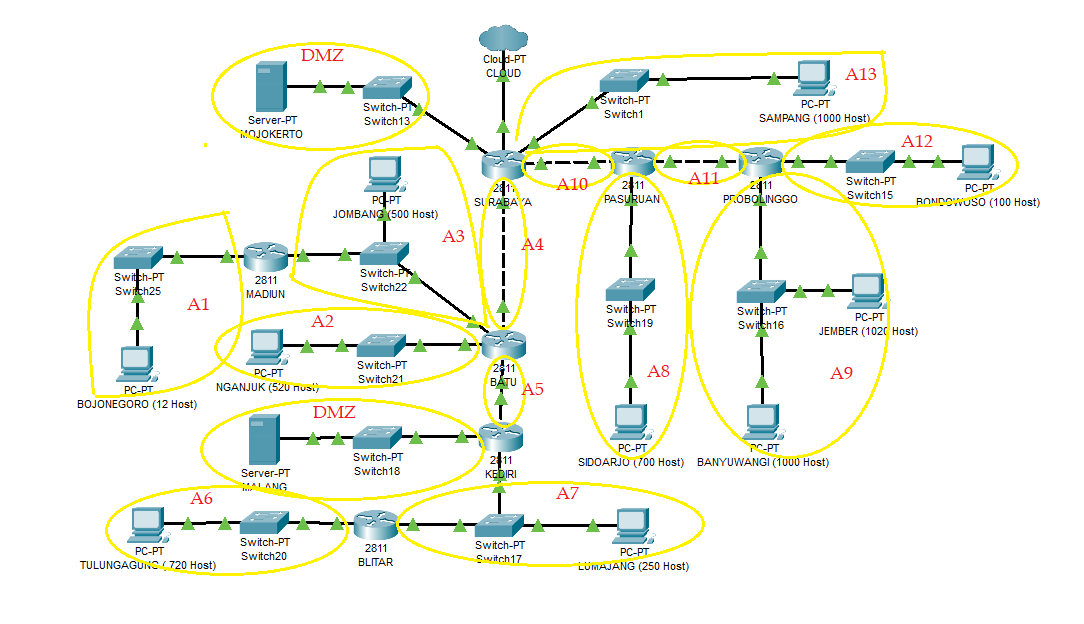 DMZ
Cloud-PT
CLOUD
A13
Switch-PT
Switch1
PC-PT
SAMPANG (1000 Host)
Server-PT
MOJOKERTO
Switch-PT
Switch13
A12
A10
A11
2811
SURABAYA
2811
PASURUAN
2811
PROBOLINGGO
Switch-PT
Switch15
PC-PT
BONDOWUSO (100 Host)
PC-PT
JOMBANG (500 Host)
A3
A4
Switch-PT
Switch22
Switch-PT
Switch25
2811
MADIUN
A1
Switch-PT
Switch19
Switch-PT
Switch16
PC-PT
JEMBER (1020 Host)
A2
PC-PT
NGANJUK (520 Host)
Switch-PT
Switch21
2811
BATU
A5
A8
A9
PC-PT
BOJONEGORO (12 Host)
DMZ
Server-PT
MALANG
Switch-PT
Switch18
2811
KEDIRI
PC-PT
SIDOARJO (700 Host)
PC-PT
BANYUWANGI (1000 Host)
A6
A7
PC-PT
TULUNGAGUNG ( 720 Host)
Switch-PT
Switch20
2811
BLITAR
Switch-PT
Switch17
PC-PT
LUMAJANG (250 Host)